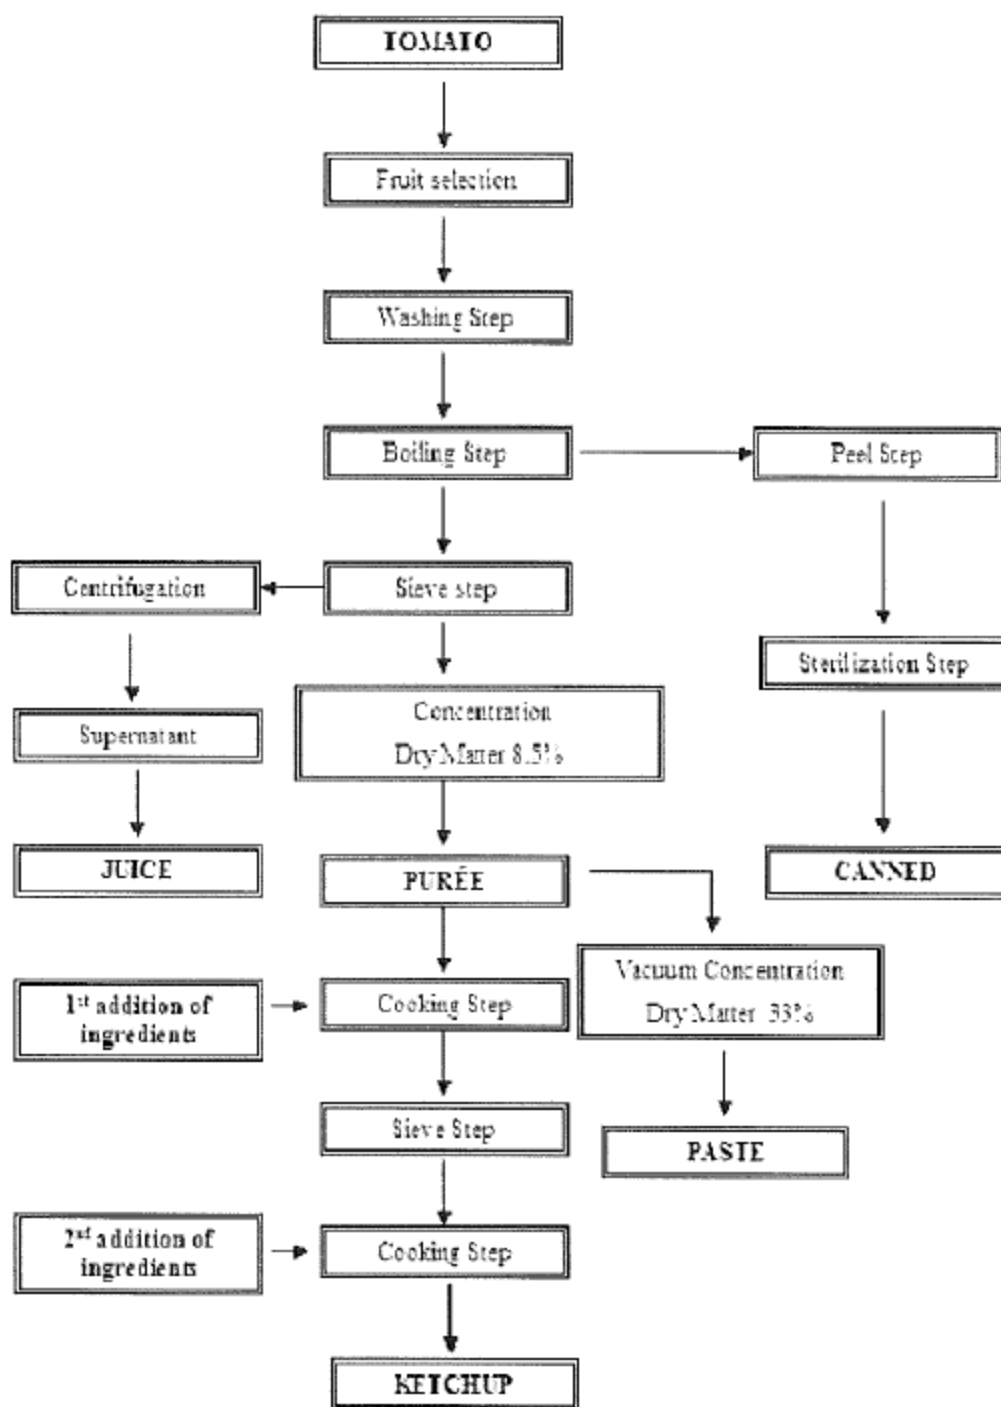 TOMATO
Fruit selection
Washing Step
Boiling Step
Peel Step
Centrifugation
Sieve step
Sterilization Step
Concentration
Dry Matter 8.5%
Supernatant
JUICE
PURÉE
CANNED
Vacuum Concentration
Dry Matter 33%
1st addition of
ingredients
Cooking Step
Sieve Step
PASTE
2nd addition of
ingredients
Cooking Step
KETCHUP